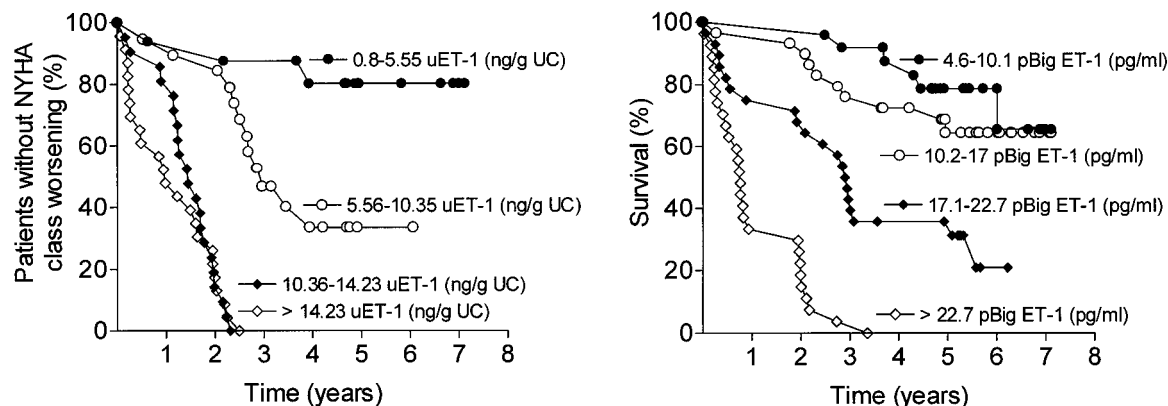 Patients without NYHA
class worsening (%)
100
80
60
40
20
0
0.8-5.55 uET-1 (ng/g UC)
5.56-10.35 uET-1 (ng/g UC)
10.36-14.23 uET-1 (ng/g UC)
> 14.23 uET-1 (ng/g UC)
1 2 3 4 5 6 7 8
Time (years)
Survival (%)
100
80
60
40
20
0
4.6-10.1 pBig ET-1 (pg/ml)
10.2-17 pBig ET-1 (pg/ml)
17.1-22.7 pBig ET-1 (pg/ml)
> 22.7 pBig ET-1 (pg/ml)
1 2 3 4 5 6 7 8
Time (years)